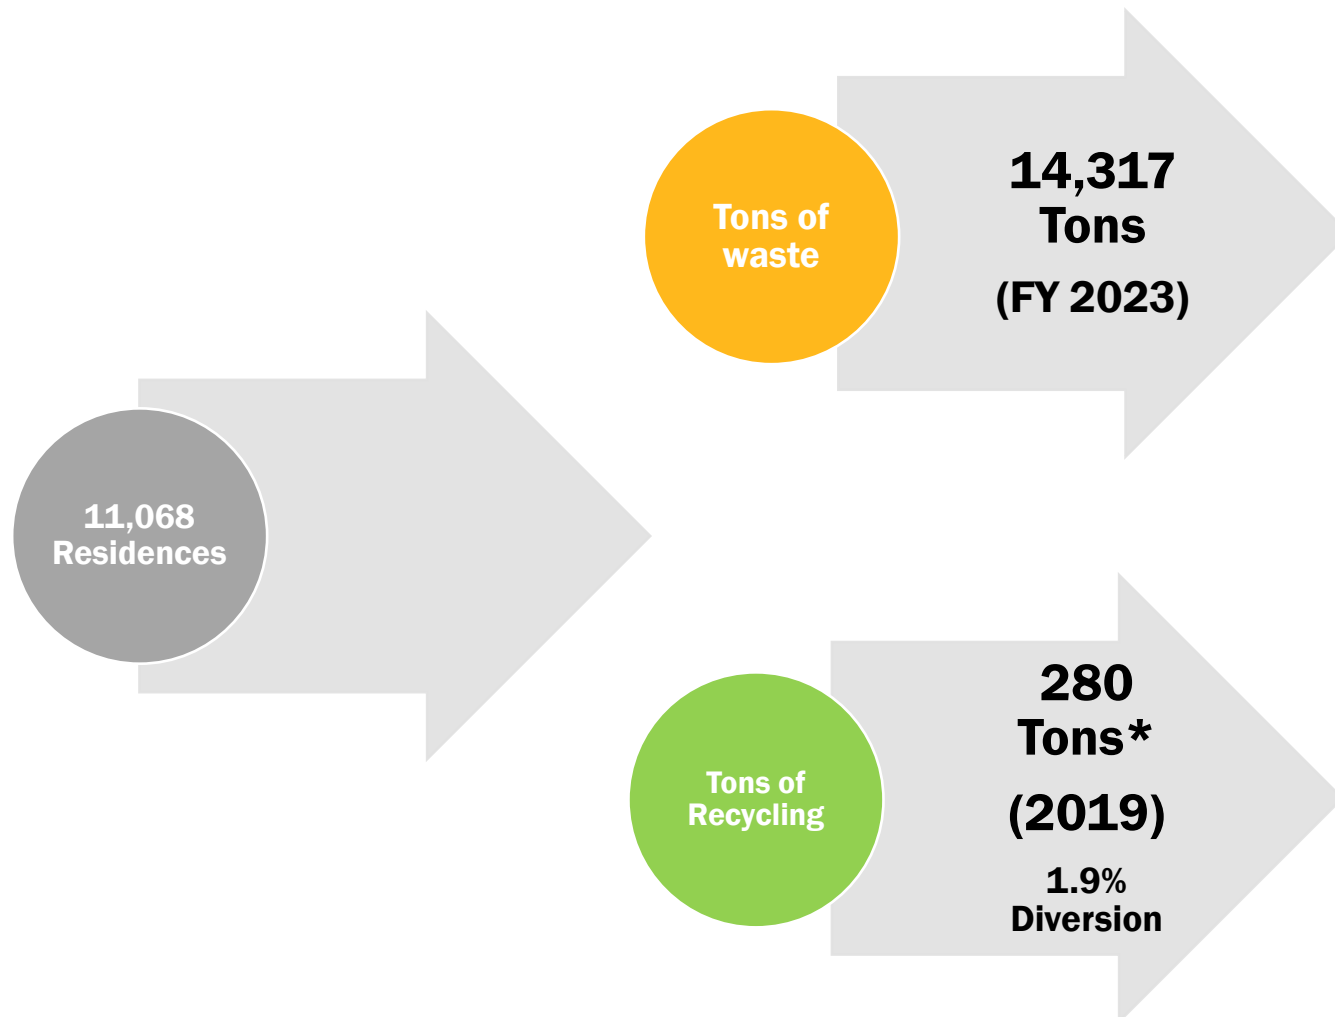 11,068
Residences
Tons of
waste
14,317
Tons
(FY 2023)
Tons of
Recycling
280
Tons*
(2019)
1.9%
Diversion